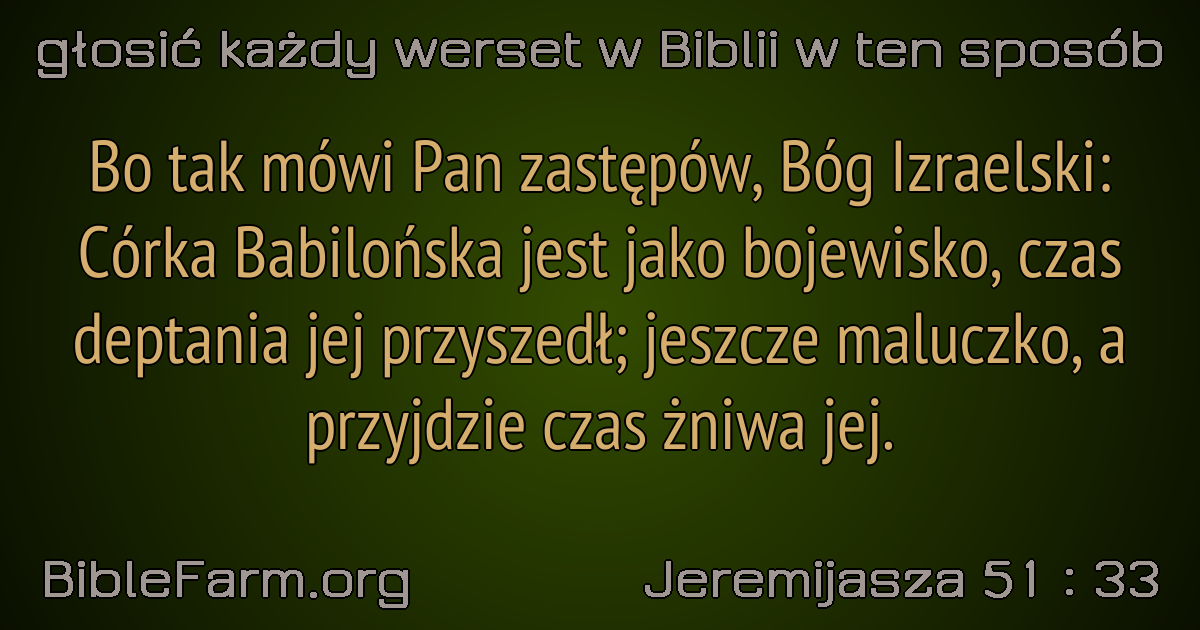 głosić każdy werset w Biblii w ten sposób
Bo tak mówi Pan zastępów, Bóg Izraelski:
Córka Babilońska jest jako bojewisko, czas
deptania jej przyszedł; jeszcze maluczko, a
przyjdzie czas żniwa jej.
BibleFarm.org
Jeremijasza 51 : 33